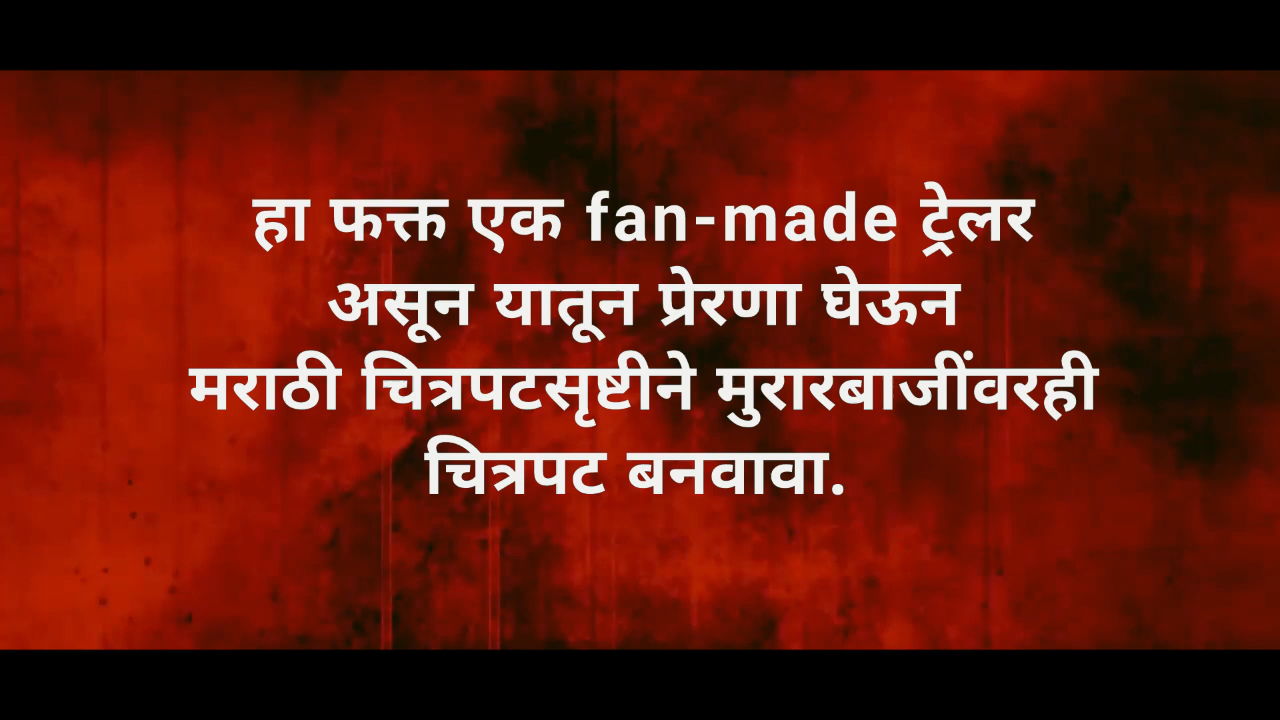 हा फक्त एक fan-made ट्रेलर
असून यातून प्रेरणा घेऊन
मराठी चित्रपटसृष्टीने मुरारबाजींवरही
चित्रपट बनवावा.